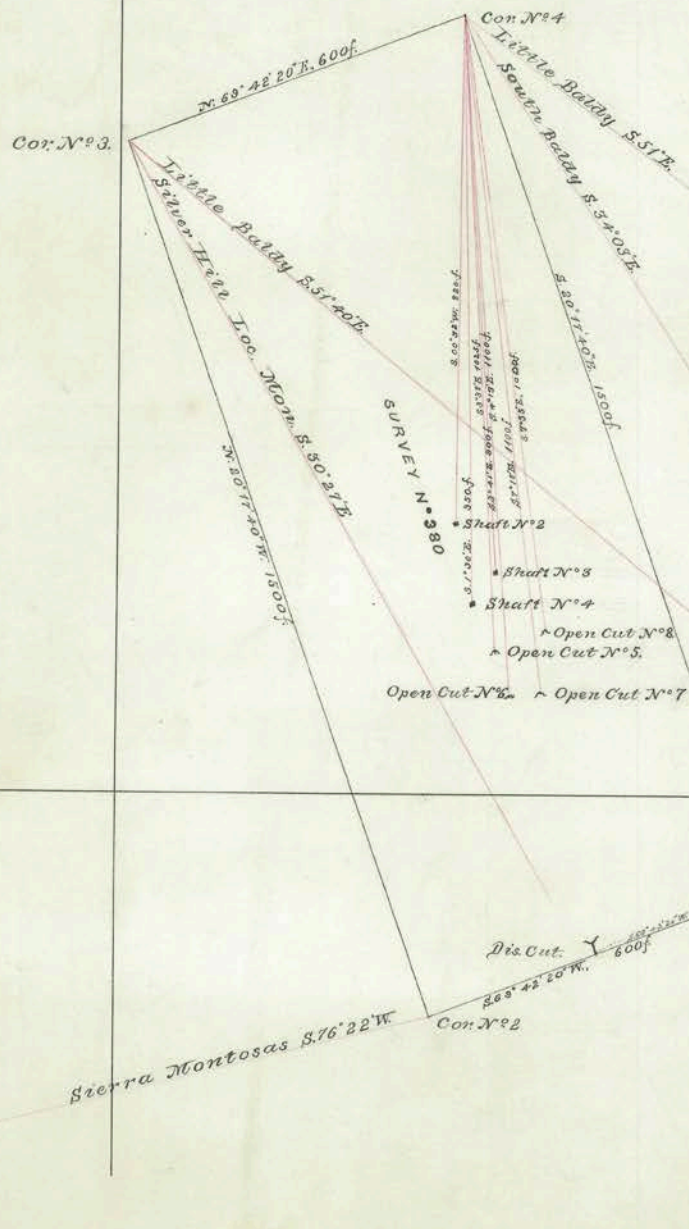 Cor. Nº 4
N. 69° 42' 20" E. 600f.
Cor. Nº 3.
Little Baldy S. 51° E.
South Baldy S. 34° 03' E.
Little Baldy S. 51° 40' E.
Silver Hill Loc. Mon. S. 30° 27' E
S. 20° 17' 40" E. 1500f.
N. 20° 17' 40" W. 1500f.
SURVEY Nº 380
Shaft Nº 2
Shaft Nº 3
Shaft Nº 4
Open Cut Nº 8
Open Cut Nº 5.
Open Cut Nº 6
Open Cut Nº 7
Dis. Cut.
600f
S. 69° 42' 20" W.
Cor. Nº 2
Sierra Montosas S. 76° 22' W.